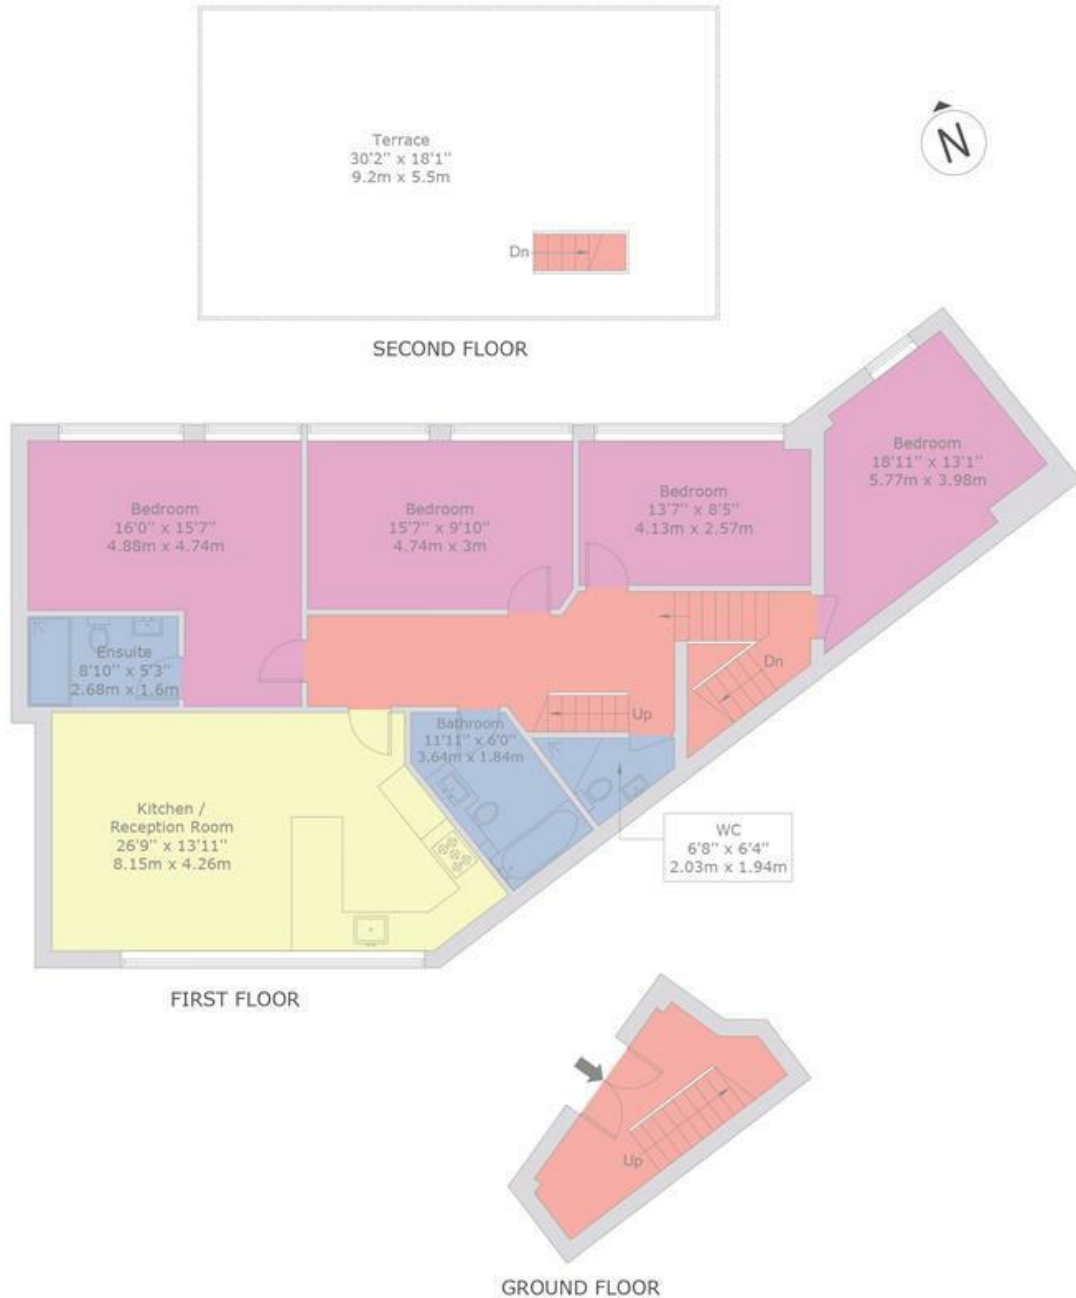 Terrace
30'2" x 18'1"
9.2m x 5.5m
N
Dn
SECOND FLOOR
Bedroom
16'0" x 15'7"
4.88m x 4.74m
Bedroom
15'7" x 9'10"
4.74m x 3m
Bedroom
13'7" x 8'5"
4.13m x 2.57m
Bedroom
18'11" x 13'1"
5.77m x 3.98m
Ensuite
8'10" x 5'3"
2.68m x 1.6m
Dn
Up
Bathroom
11'11" x 6'0"
3.64m x 1.84m
Kitchen /
Reception Room
26'9" x 13'11"
8.15m x 4.26m
WC
6'8" x 6'4"
2.03m x 1.94m
FIRST FLOOR
Up
GROUND FLOOR